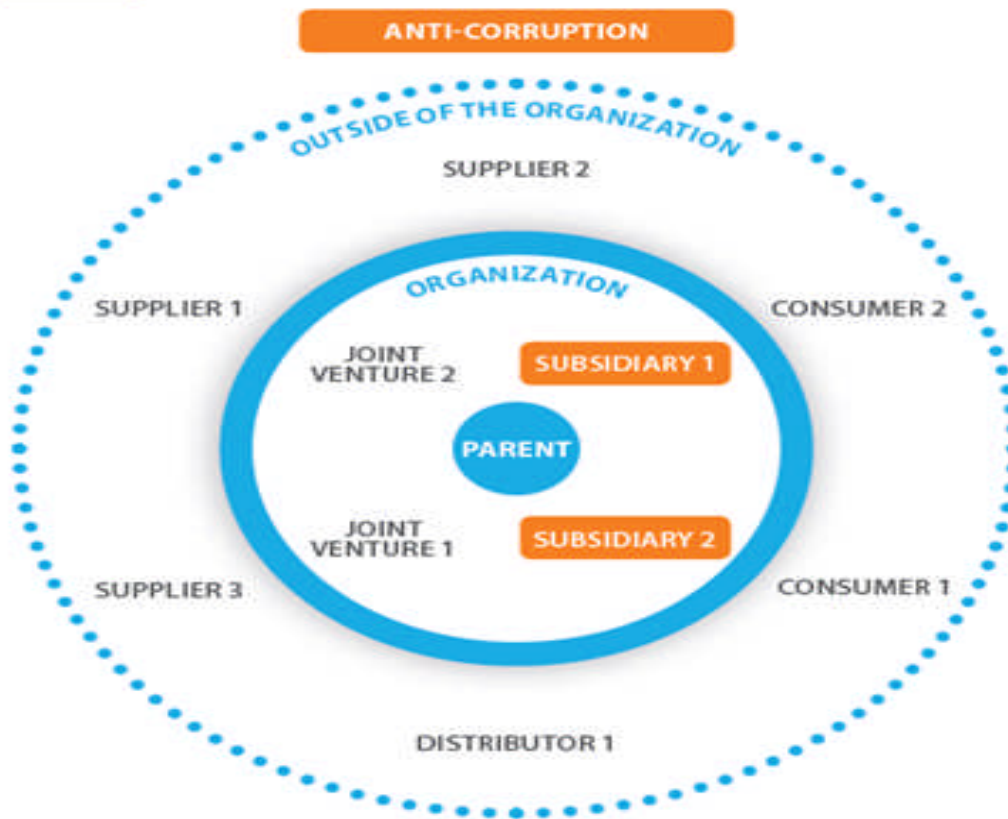 ANTI-CORRUPTION
OUTSIDE OF THE ORGANIZATION
SUPPLIER 2
ORGANIZATION
SUPPLIER 1
CONSUMER 2
JOINT
VENTURE 2
SUBSIDIARY 1
PARENT
JOINT
VENTURE 1
SUBSIDIARY 2
SUPPLIER 3
CONSUMER 1
DISTRIBUTOR 1